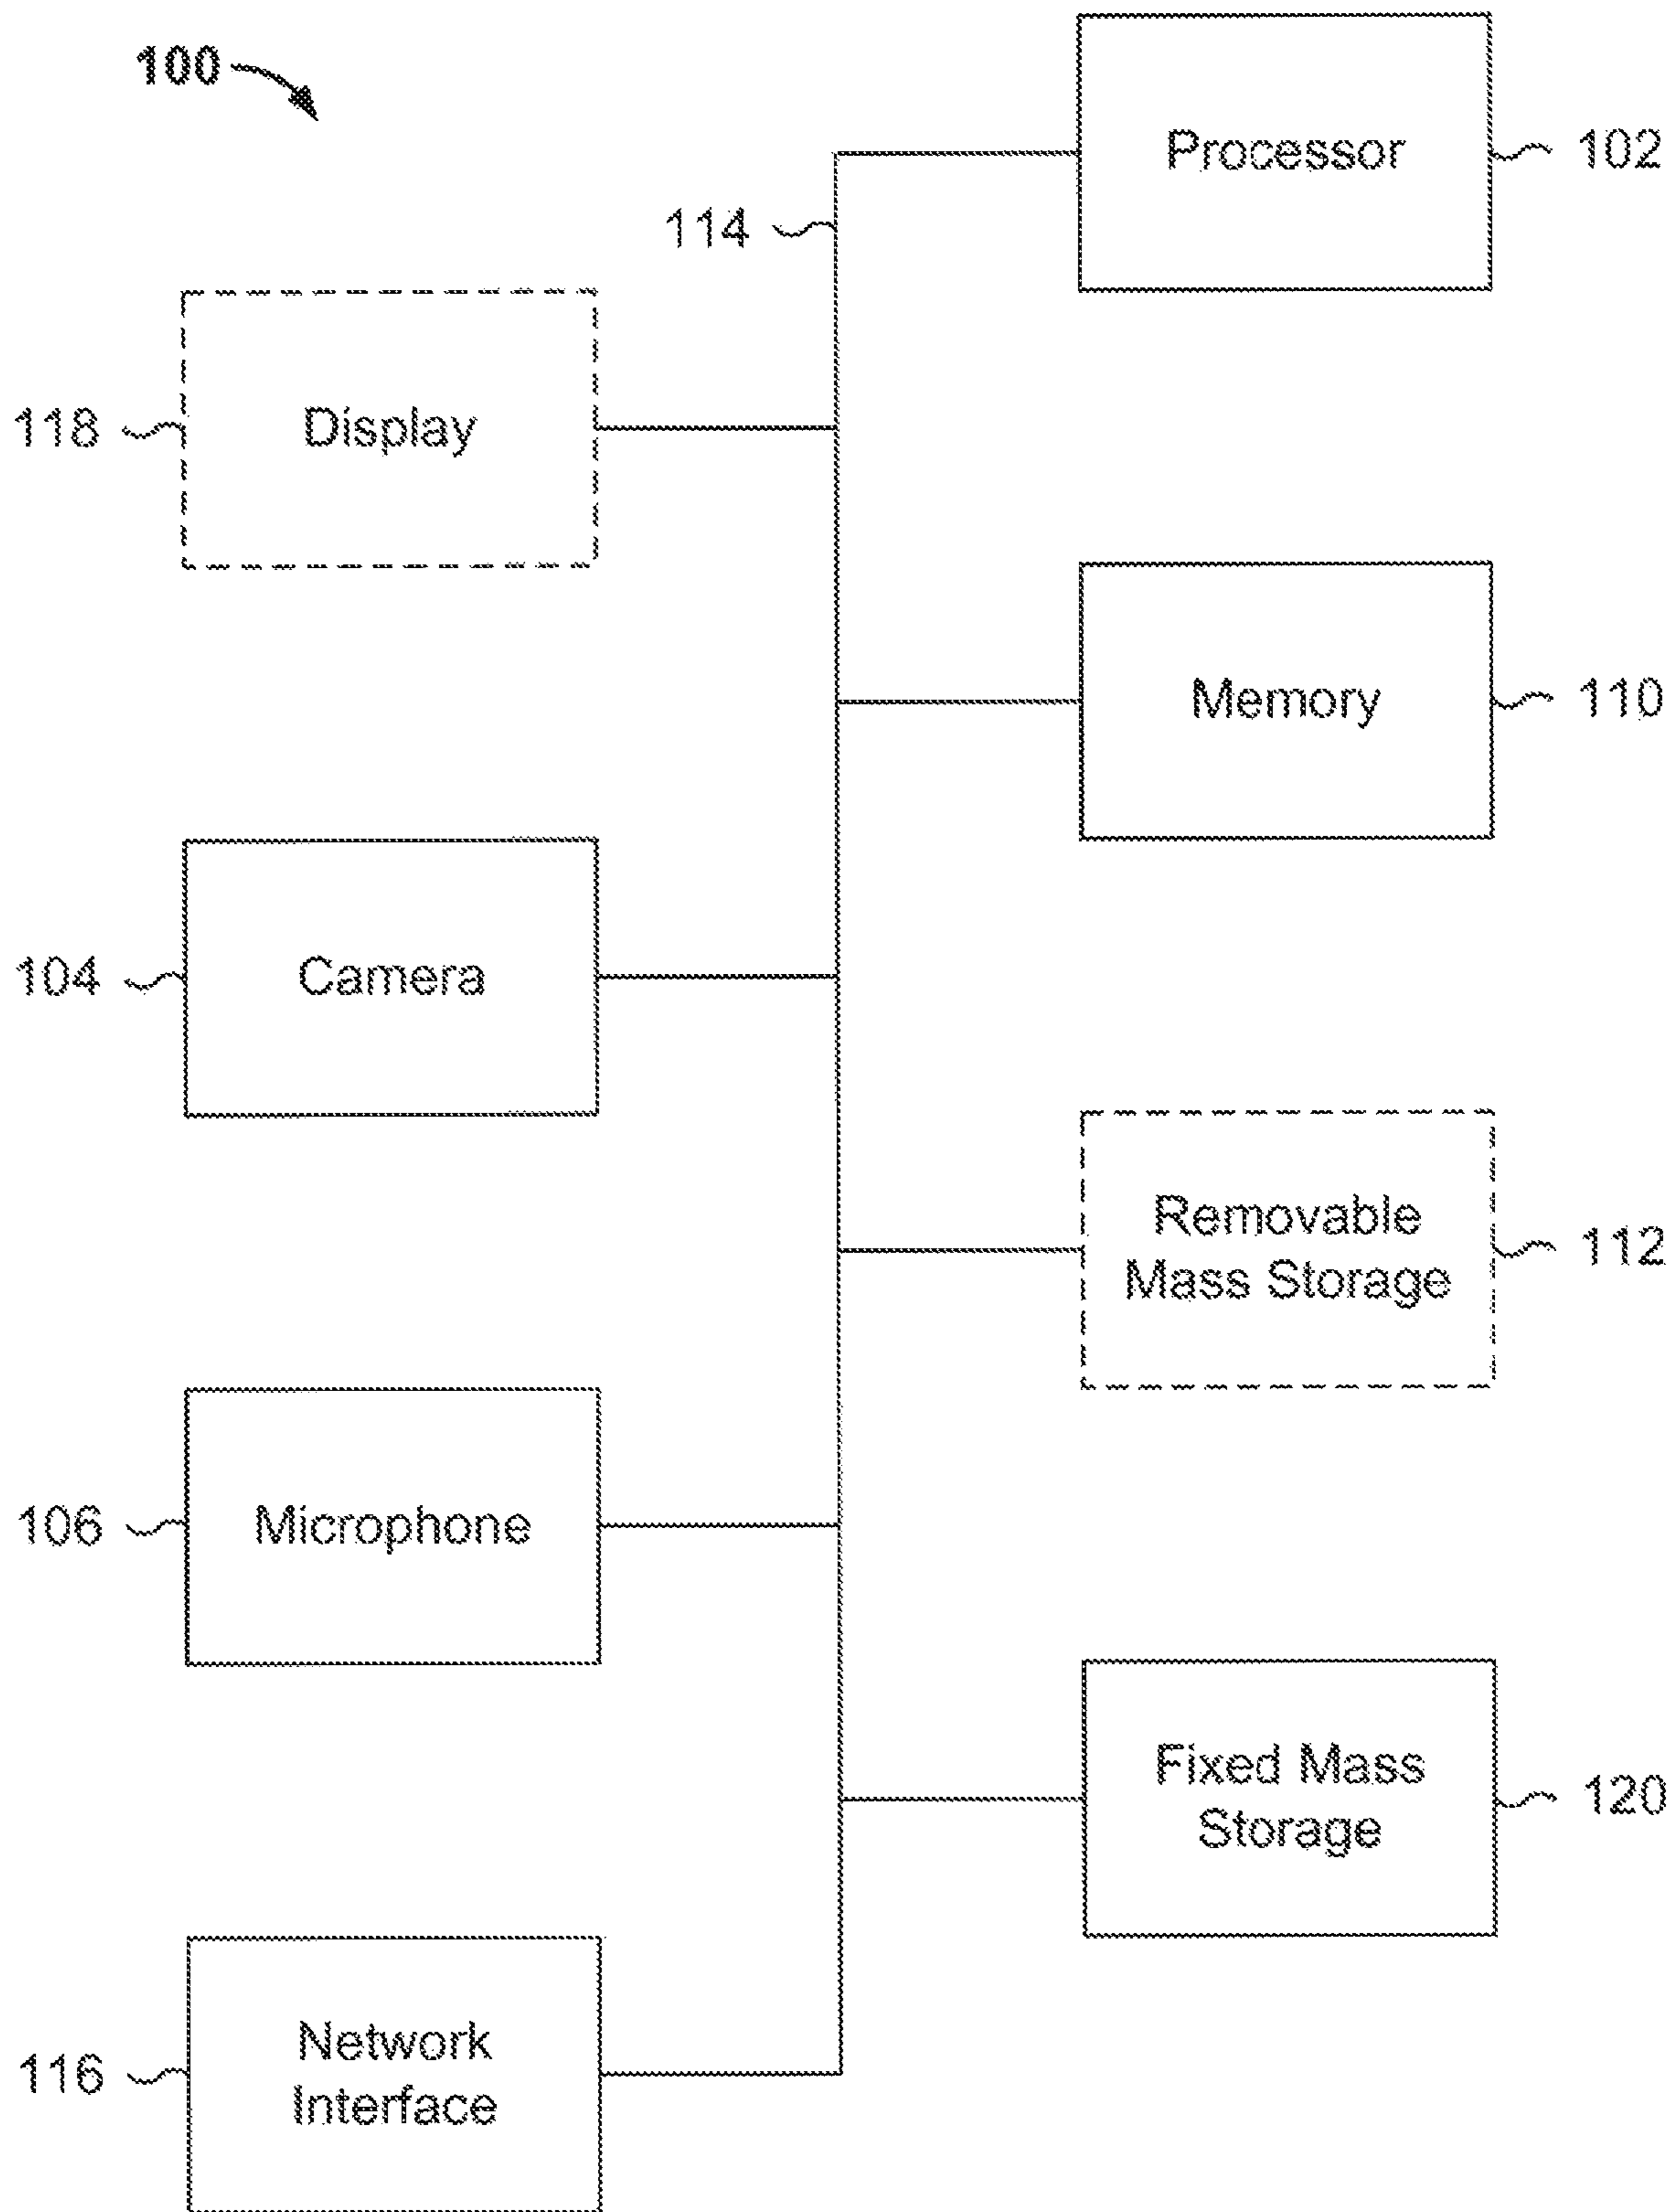 100
Processor
102
114
Display
118
Memory
110
Camera
104
Removable
Mass Storage
112
Microphone
106
Fixed Mass
Storage
120
Network
Interface
116